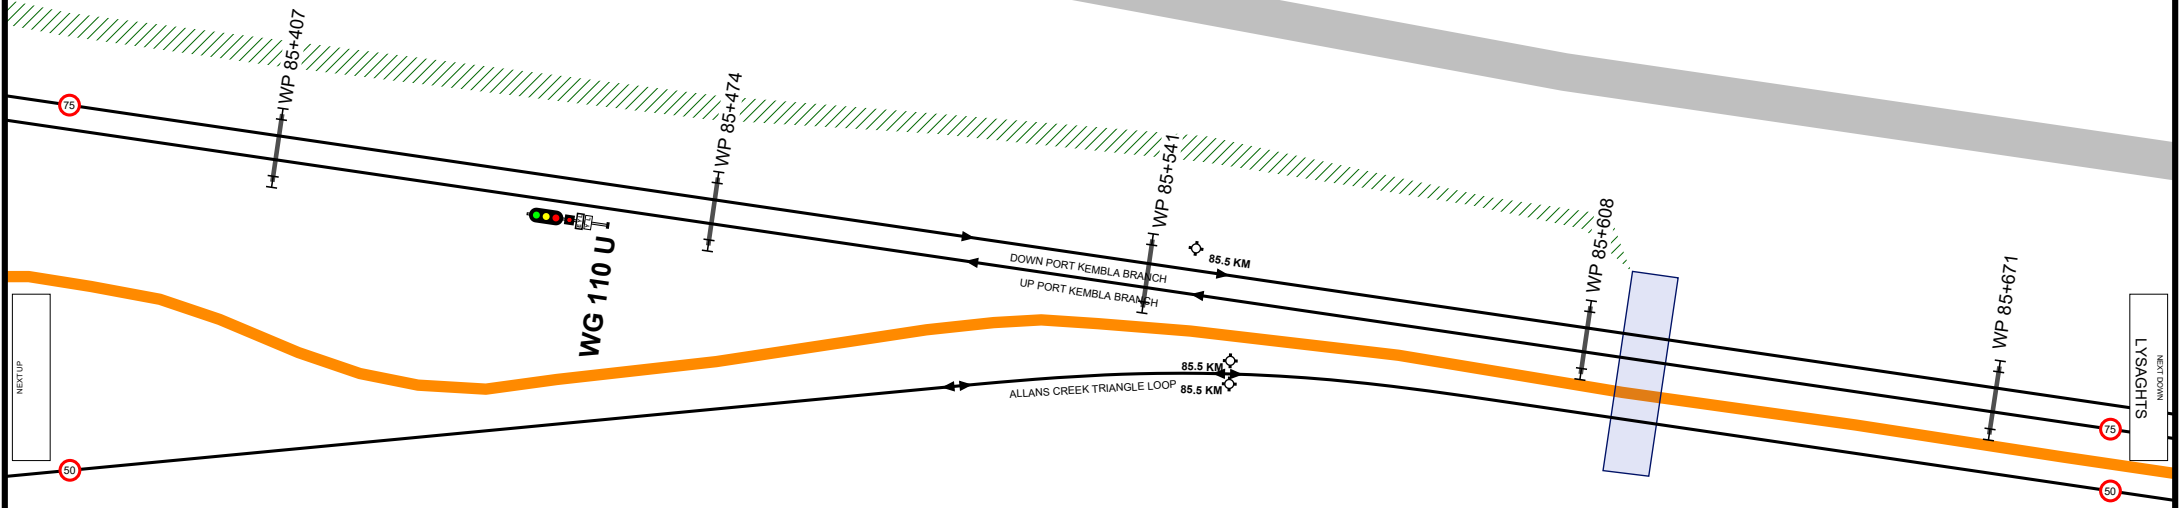 WP 85+407
WP 85+474
WP 85+541
WP 85+608
WP 85+671
75
WG 110 U
DOWN PORT KEMBLA BRANCH
UP PORT KEMBLA BRANCH
85.5 KM
85.5 KM
ALLANS CREEK TRIANGLE LOOP
85.5 KM
NEXT UP
NEXT DOWN
LYSAGHTS
75
50
50